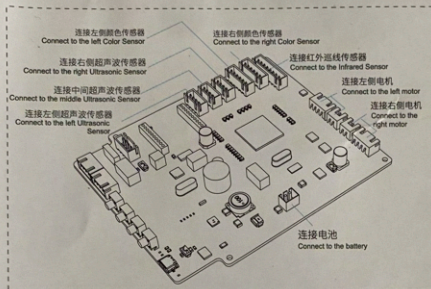 连接左侧颜色传感器
Connect to the left Color Sensor
连接右侧颜色传感器
Connect to the right Color Sensor
连接右侧超声波传感器
Connect to the right Ultrasonic Sensor
连接红外巡线传感器
Connect to the Infrared Sensor
连接中间超声波传感器
Connect to the middle Ultrasonic Sensor
连接左侧电机
Connect to the left motor
连接左侧超声波传感器
Connect to the left Ultrasonic
Sensor
连接右侧电机
Connect to the
right motor
连接电池
Connect to the battery